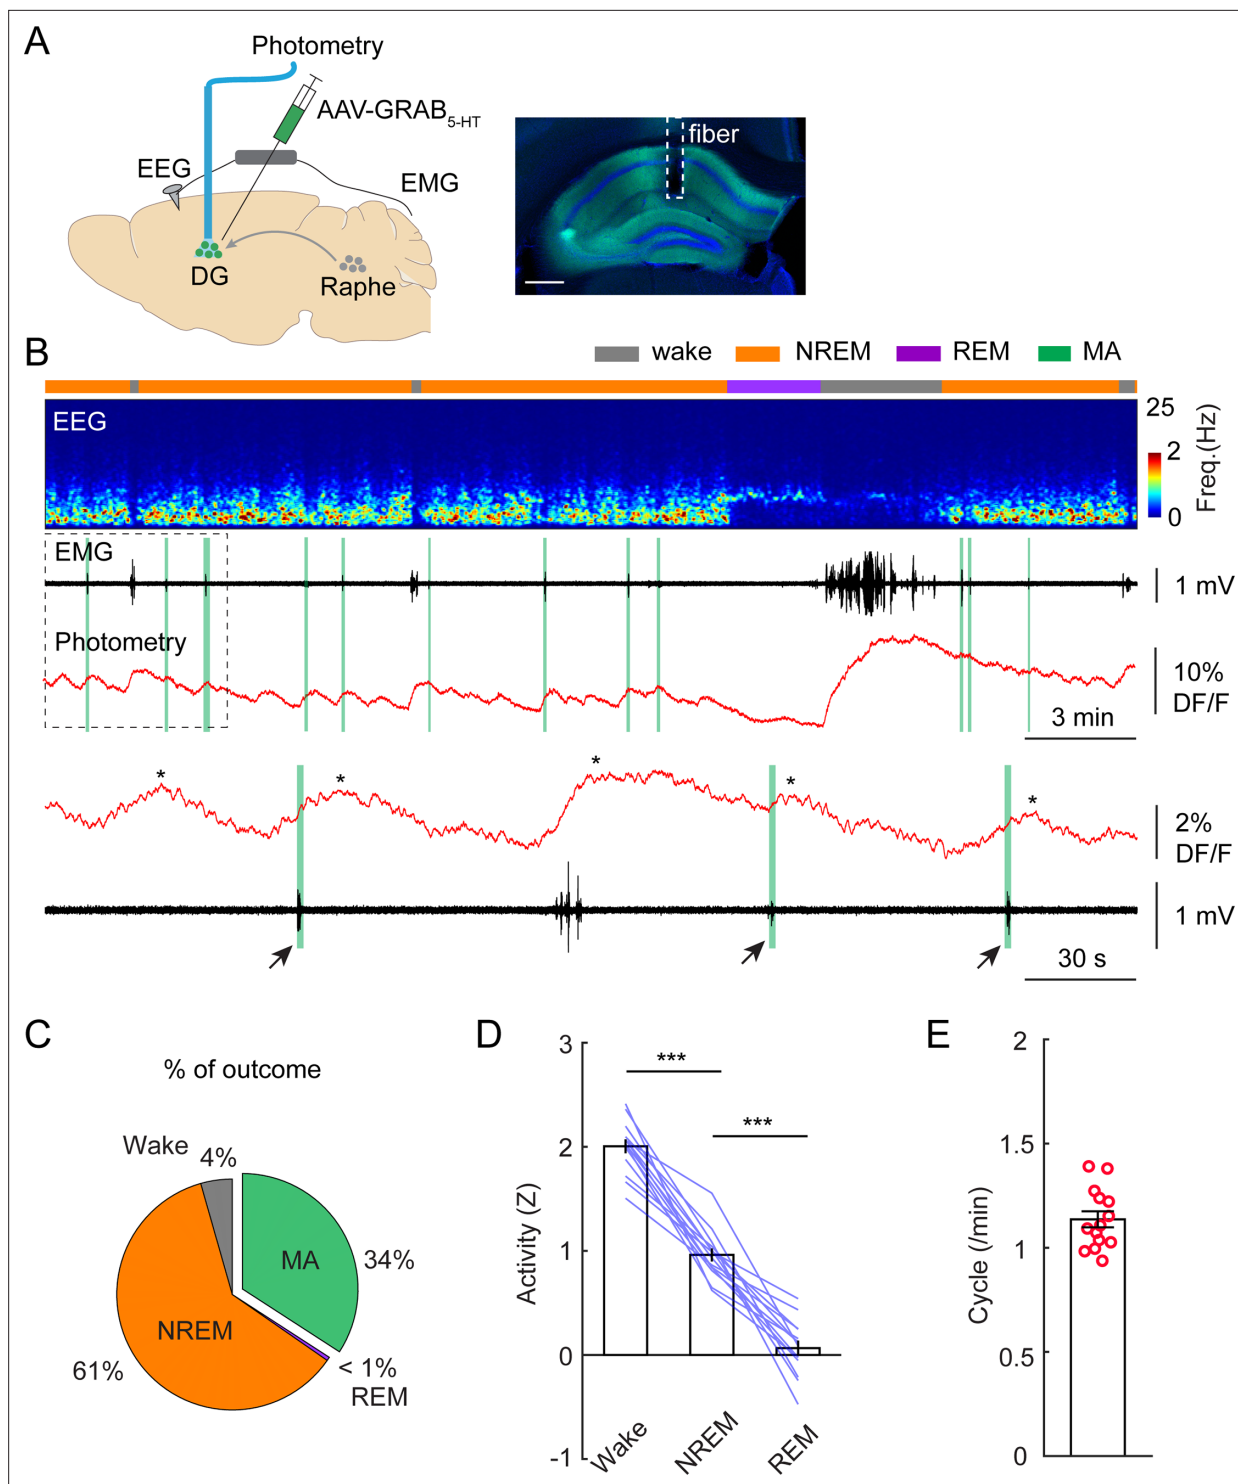 A
Photometry
AAV-GRAB5-HT
EEG
EMG
DG
Raphe
fiber
B
wake
NREM
REM
MA
EEG
25
2
0
Freq.(Hz)
EMG
1 mV
Photometry
10%
DF/F
3 min
*
*
*
*
*
2%
DF/F
1 mV
30 s
C
% of outcome
Wake
4%
MA
34%
NREM
61%
< 1%
REM
D
3
2
1
0
-1
Activity (Z)
***
***
Wake
NREM
REM
E
2
1.5
1
0.5
0
Cycle (/min)